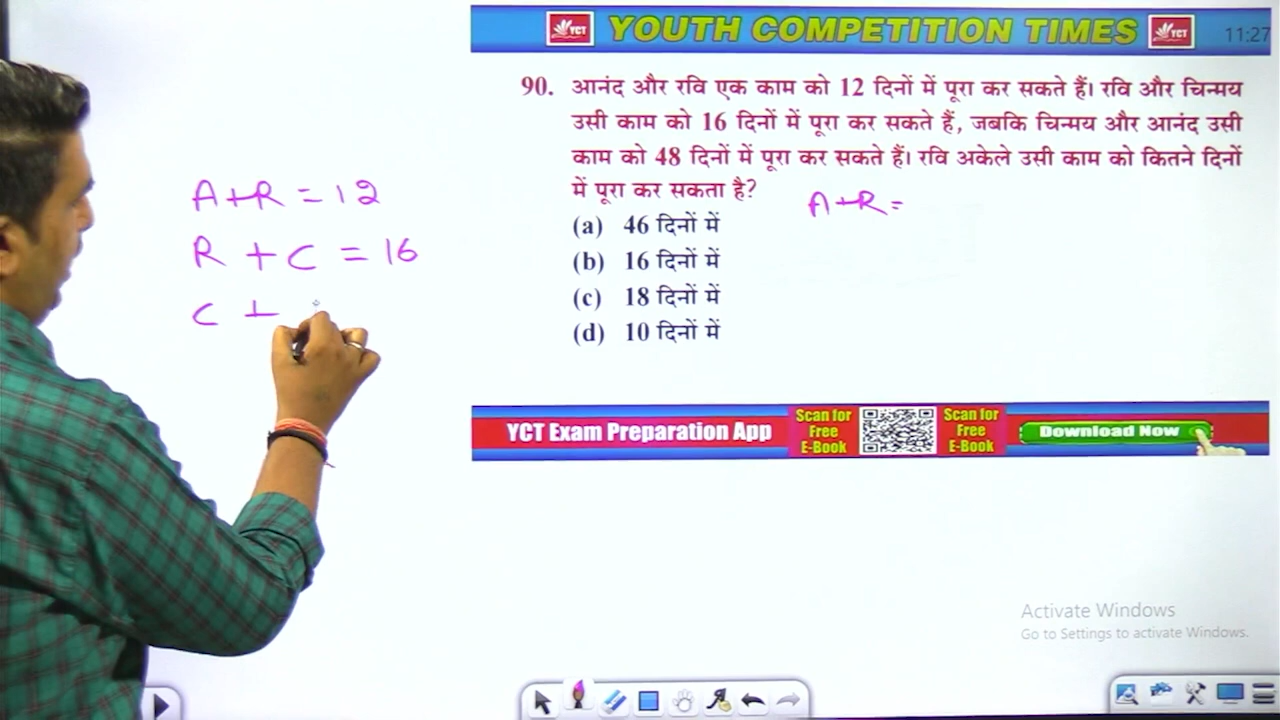 YCT YOUTH COMPETITION TIMES YCT 11:27
90. आनंद और रवि एक काम को 12 दिनों में पूरा कर सकते हैं। रवि और चिन्मय
उसी काम को 16 दिनों में पूरा कर सकते हैं, जबकि चिन्मय और आनंद उसी
काम को 48 दिनों में पूरा कर सकते हैं। रवि अकेले उसी काम को कितने दिनों
में पूरा कर सकता है?
A+R=
(a) 46 दिनों में
(b) 16 दिनों में
(c) 18 दिनों में
(d) 10 दिनों में
A+R = 12
R + C = 16
C +
YCT Exam Preparation App
Scan for
Free
E-Book
Scan for
Free
E-Book
Download Now
Activate Windows
Go to Settings to activate Windows.